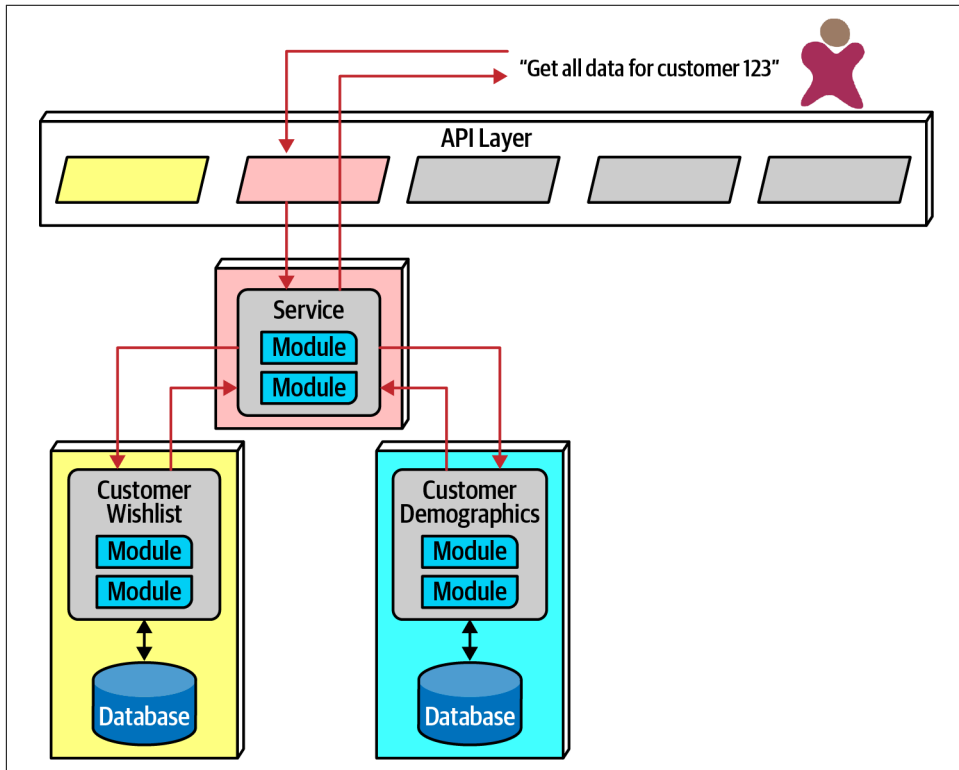 “Get all data for customer 123”
API Layer
Service
Module
Module
Customer
Wishlist
Module
Module
Database
Customer
Demographics
Module
Module
Database